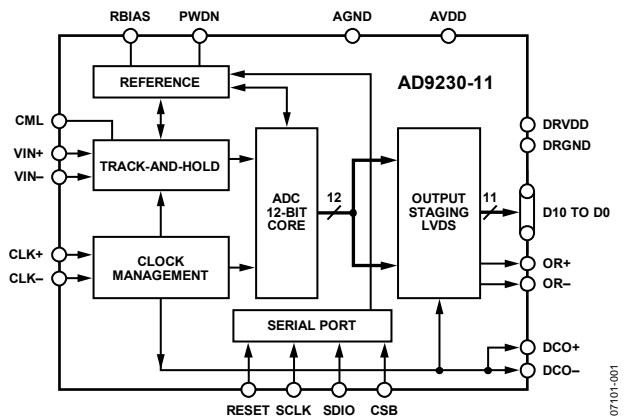 RBIAS PWDN AGND AVDD
REFERENCE
AD9230-11
CML
VIN+
VIN–
TRACK-AND-HOLD
CLK+
CLK–
CLOCK
MANAGEMENT
ADC
12-BIT
CORE
12
OUTPUT
STAGING
LVDS
11
DRVDD
DRGND
D10 TO D0
OR+
OR–
SERIAL PORT
DCO+
DCO–
RESET SCLK SDIO CSB
07101-001